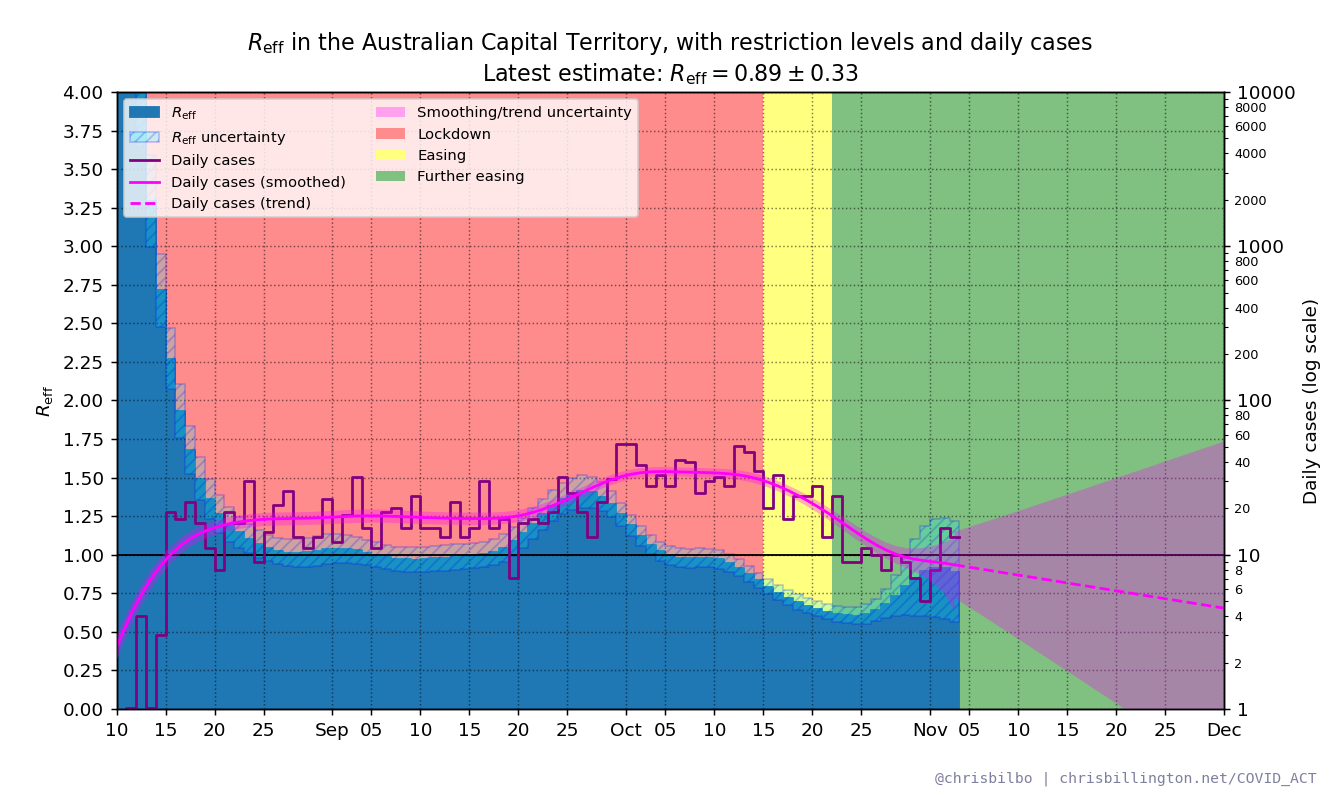 R_eff in the Australian Capital Territory, with restriction levels and daily cases
Latest estimate: R_eff = 0.89 ± 0.33
R_eff
R_eff uncertainty
Daily cases
Daily cases (smoothed)
Daily cases (trend)
Smoothing/trend uncertainty
Lockdown
Easing
Further easing
R_eff
4.00
3.75
3.50
3.25
3.00
2.75
2.50
2.25
2.00
1.75
1.50
1.25
1.00
0.75
0.50
0.25
0.00
10000
8000
6000
4000
2000
1000
800
600
400
200
100
80
60
40
20
10
8
6
4
2
1
Daily cases (log scale)
10 15 20 25 Sep 05 10 15 20 25 Oct 05 10 15 20 25 Nov 05 10 15 20 25 Dec
@chrisbilbo | chrisbillington.net/COVID_ACT